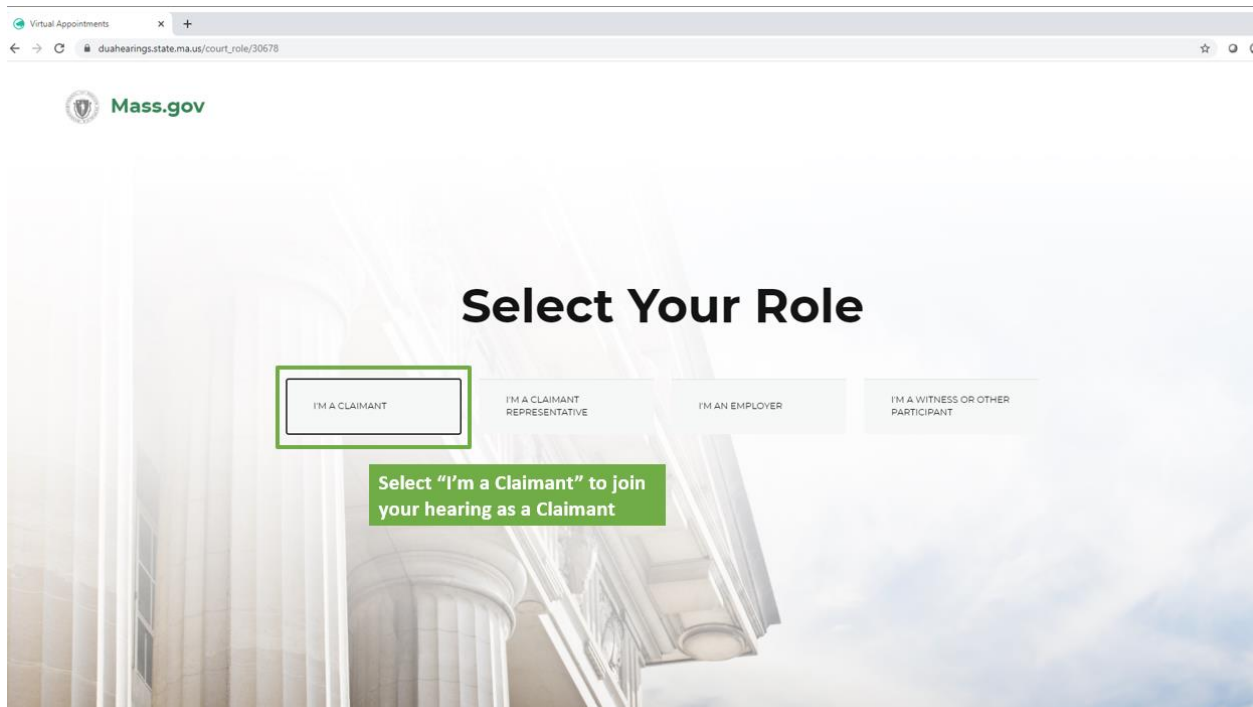 Virtual Appointments
duahearings.state.ma.us/court_role/30678
Mass.gov
Select Your Role
I'M A CLAIMANT
I'M A CLAIMANT
REPRESENTATIVE
I'M AN EMPLOYER
I'M A WITNESS OR OTHER
PARTICIPANT
Select “I’m a Claimant” to join
your hearing as a Claimant